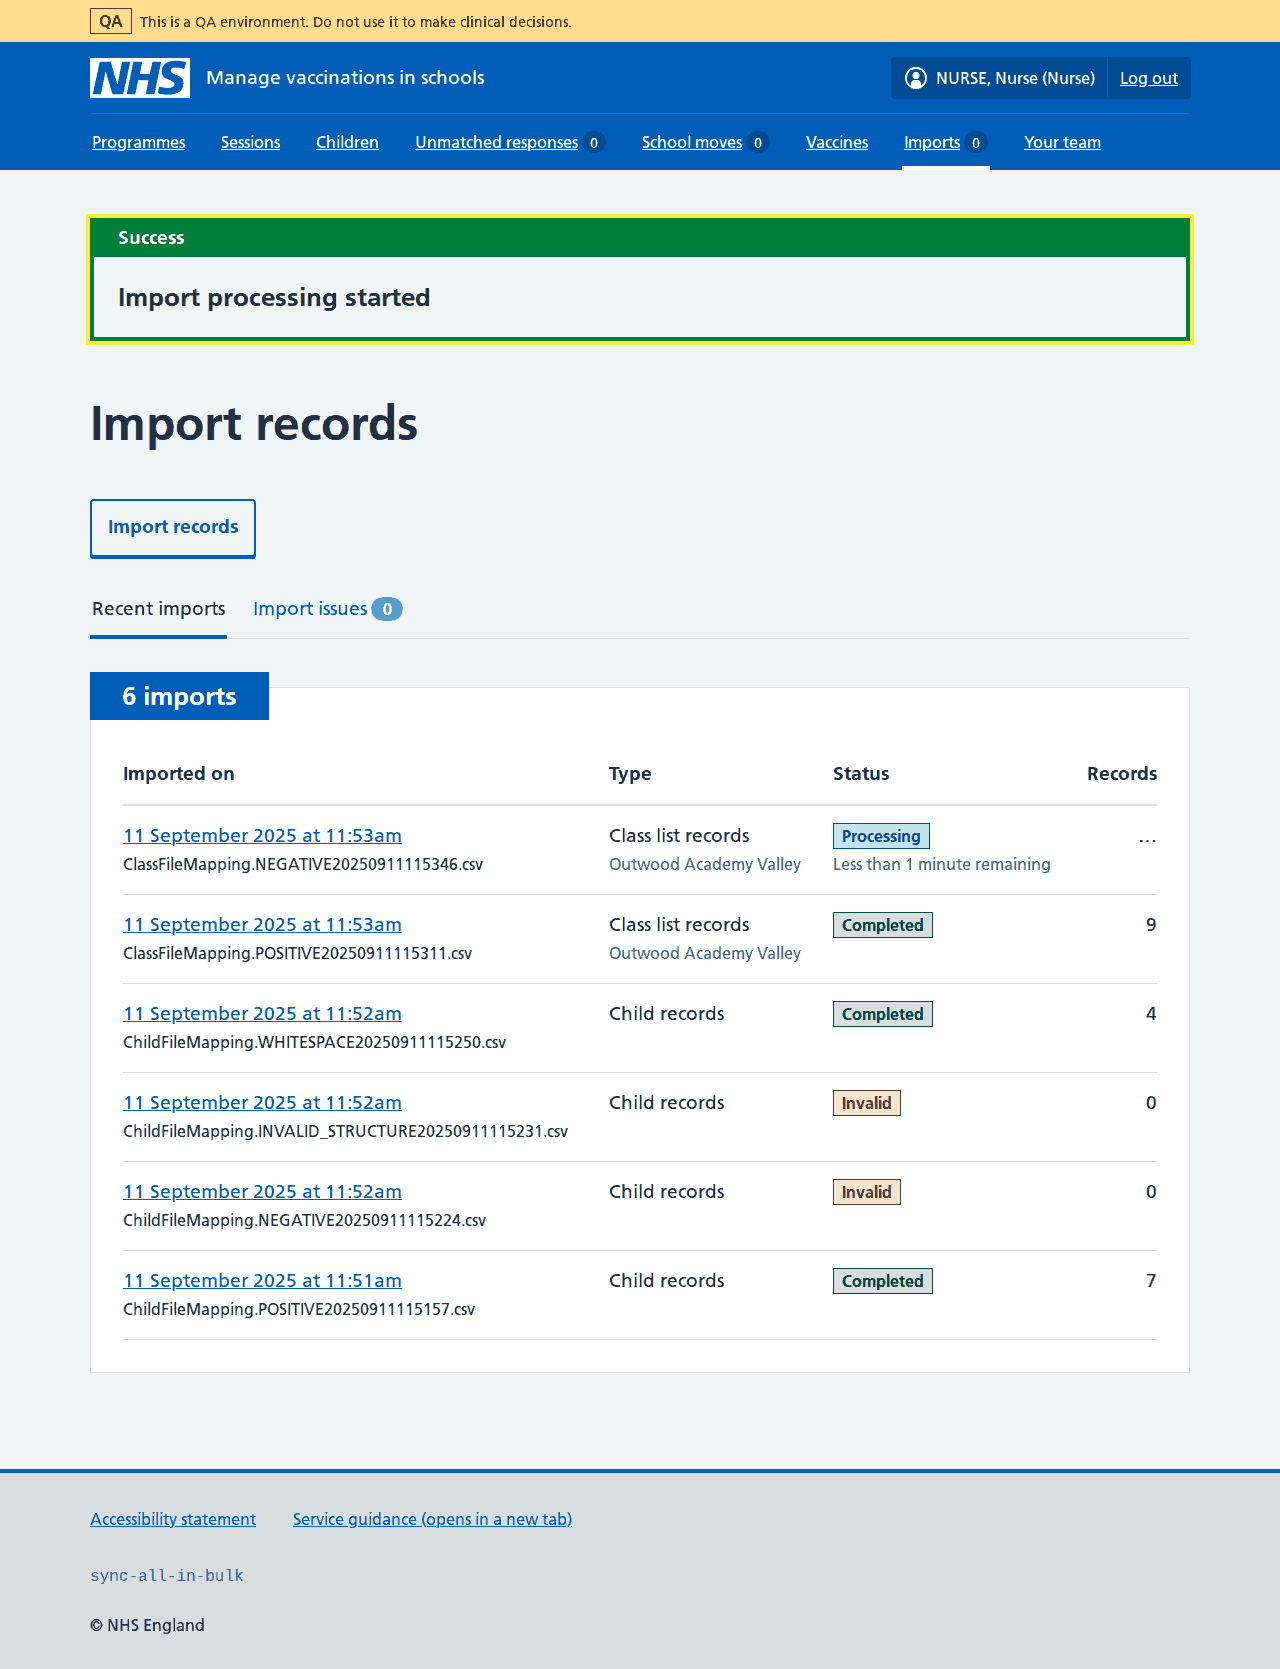 QA This is a QA environment. Do not use it to make clinical decisions.
NHS Manage vaccinations in schools NURSE, Nurse (Nurse) Log out
Programmes Sessions Children Unmatched responses 0 School moves 0 Vaccines Imports 0 Your team
Success
Import processing started
Import records
Import records
Recent imports Import issues 0
6 imports
Imported on Type Status Records
11 September 2025 at 11:53am Class list records Processing ...
ClassFileMapping.NEGATIVE20250911115346.csv Outwood Academy Valley Less than 1 minute remaining
11 September 2025 at 11:53am Class list records Completed 9
ClassFileMapping.POSITIVE20250911115311.csv Outwood Academy Valley
11 September 2025 at 11:52am Child records Completed 4
ChildFileMapping.WHITESPACE20250911115250.csv
11 September 2025 at 11:52am Child records Invalid 0
ChildFileMapping.INVALID_STRUCTURE20250911115231.csv
11 September 2025 at 11:52am Child records Invalid 0
ChildFileMapping.NEGATIVE20250911115224.csv
11 September 2025 at 11:51am Child records Completed 7
ChildFileMapping.POSITIVE20250911115157.csv
Accessibility statement Service guidance (opens in a new tab)
sync-all-in-bulk
© NHS England